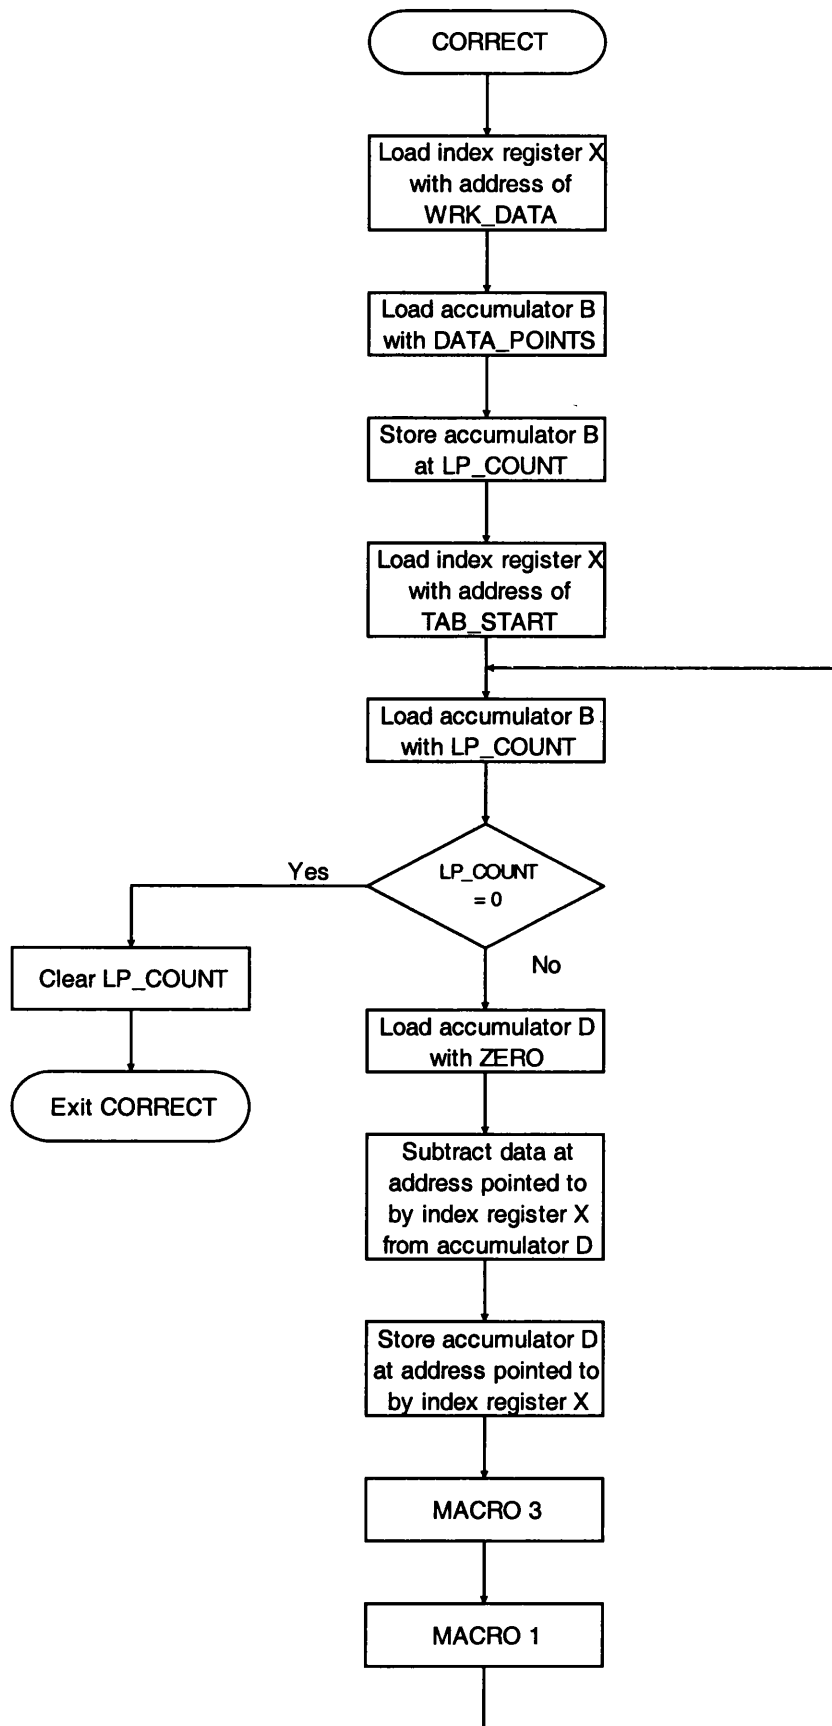 CORRECT
Load index register X
with address of
WRK_DATA
Load accumulator B
with DATA_POINTS
Store accumulator B
at LP_COUNT
Load index register X
with address of
TAB_START
Load accumulator B
with LP_COUNT
LP_COUNT
= 0
Yes
No
Clear LP_COUNT
Exit CORRECT
Load accumulator D
with ZERO
Subtract data at
address pointed to
by index register X
from accumulator D
Store accumulator D
at address pointed to
by index register X
MACRO 3
MACRO 1